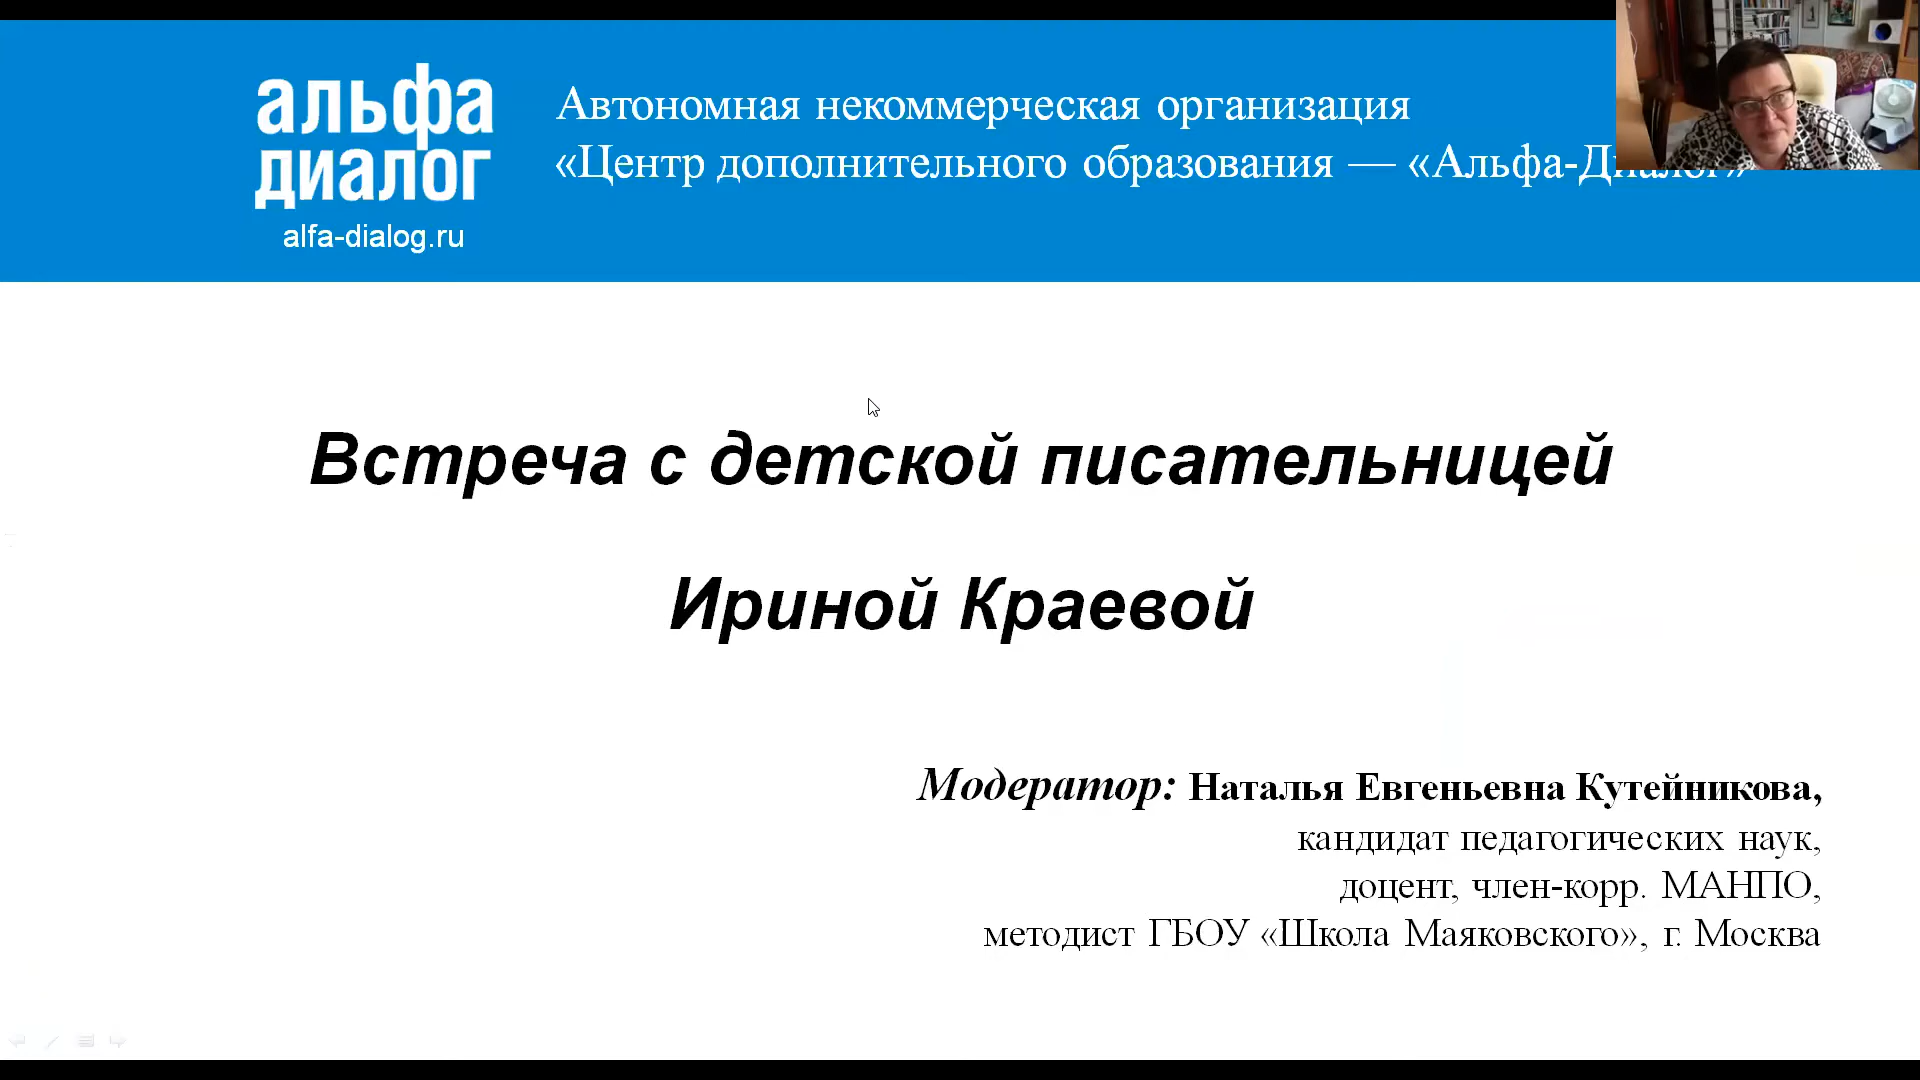 альфа
диалог
alfa-dialog.ru
Автономная некоммерческая организация
«Центр дополнительного образования — «Альфа-Диалог»
Встреча с детской писательницей
Ириной Краевой
Модератор: Наталья Евгеньевна Кутейникова,
кандидат педагогических наук,
доцент, член-корр. МАНПО,
методист ГБОУ «Школа Маяковского», г. Москва